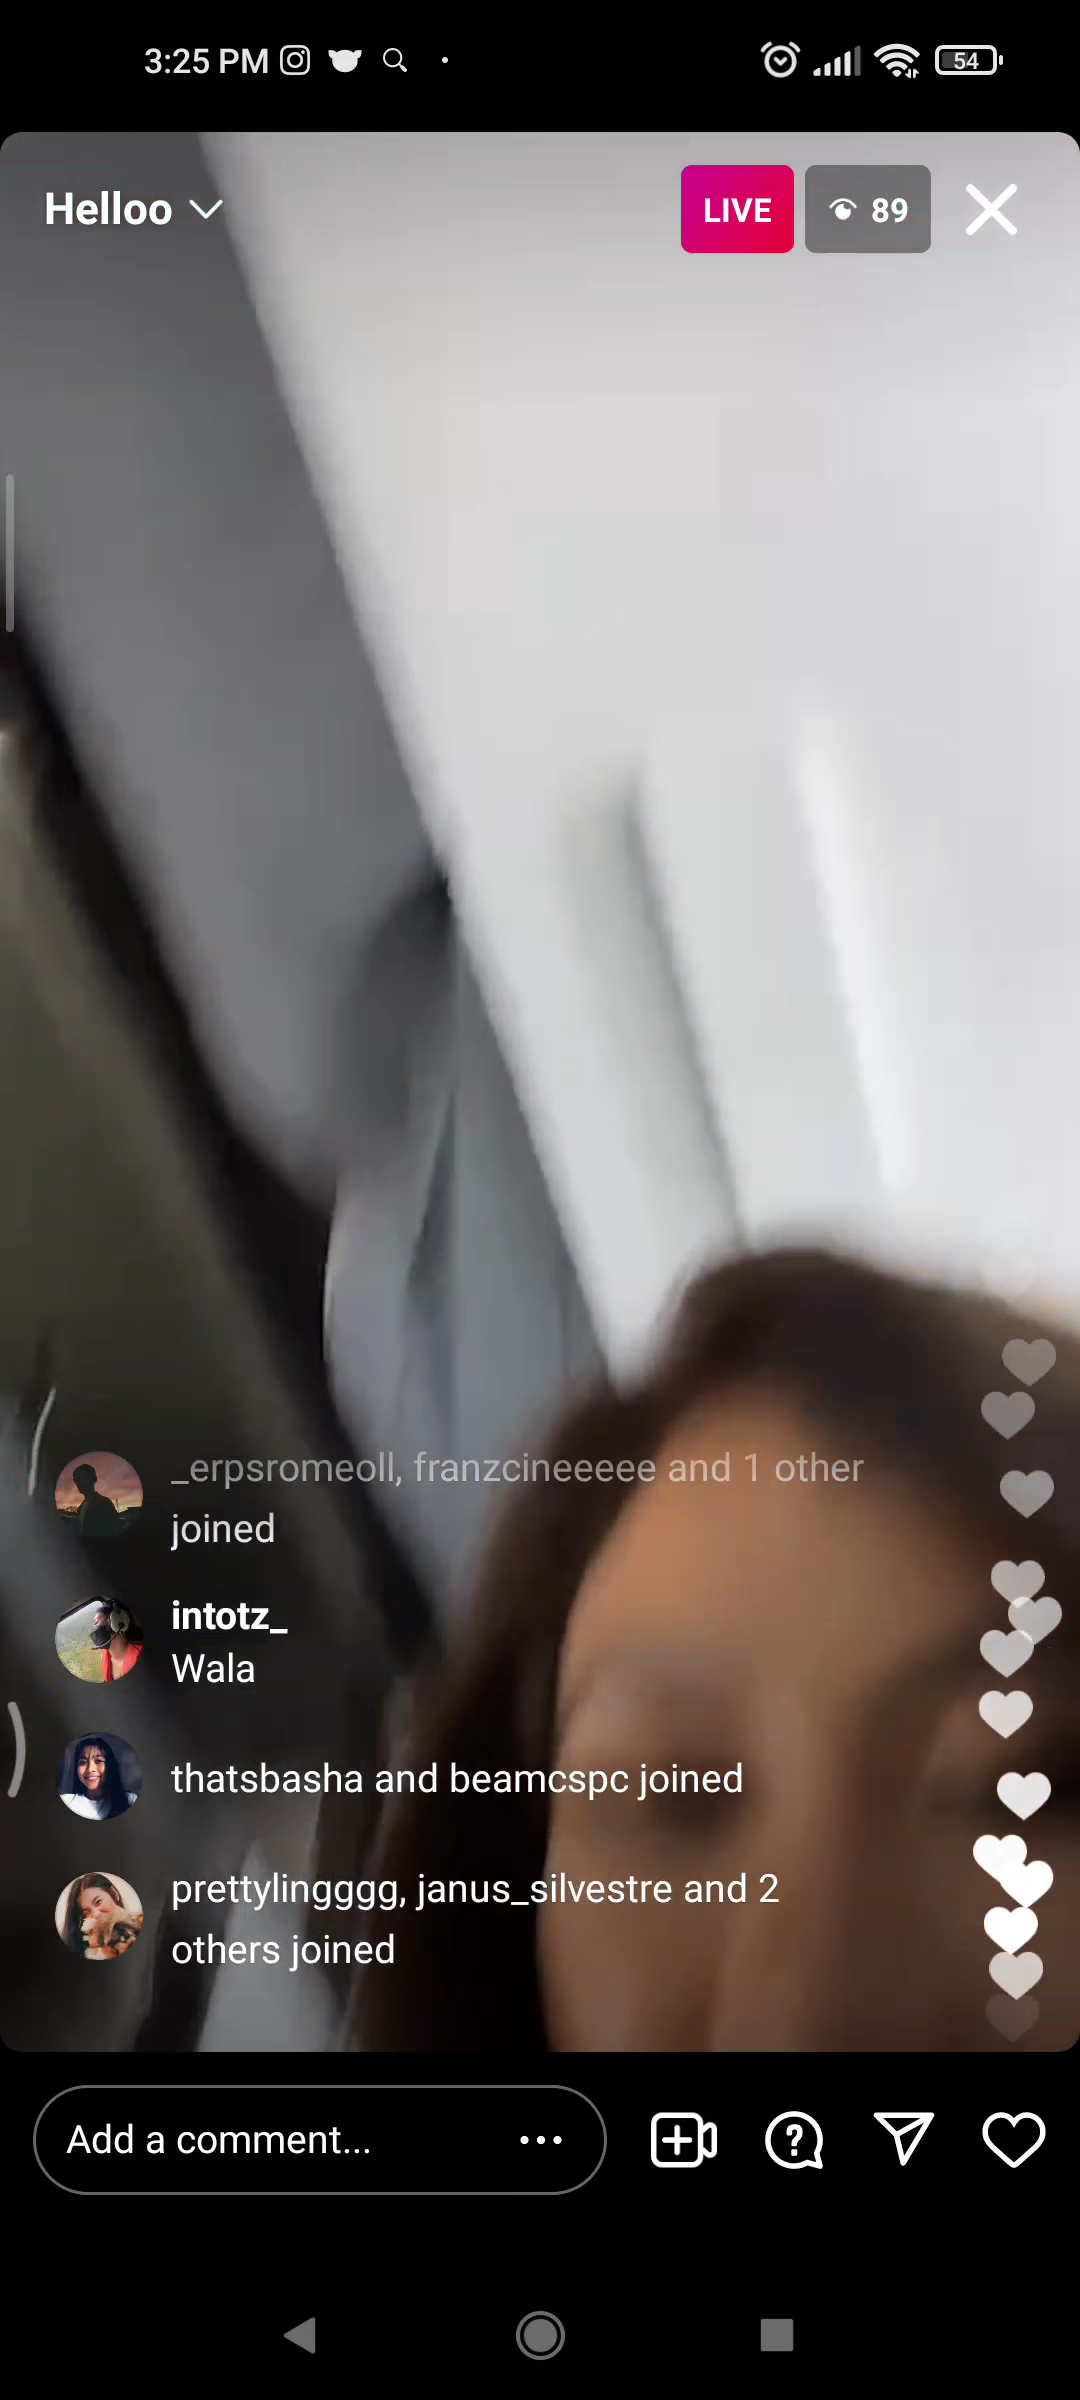 3:25 PM
54
Helloo
LIVE
89
_erpsromeoll, franzcineeeee and 1 other
joined
intotz_
Wala
thatsbasha and beamcspc joined
prettylingggg, janus_silvestre and 2
others joined
Add a comment...